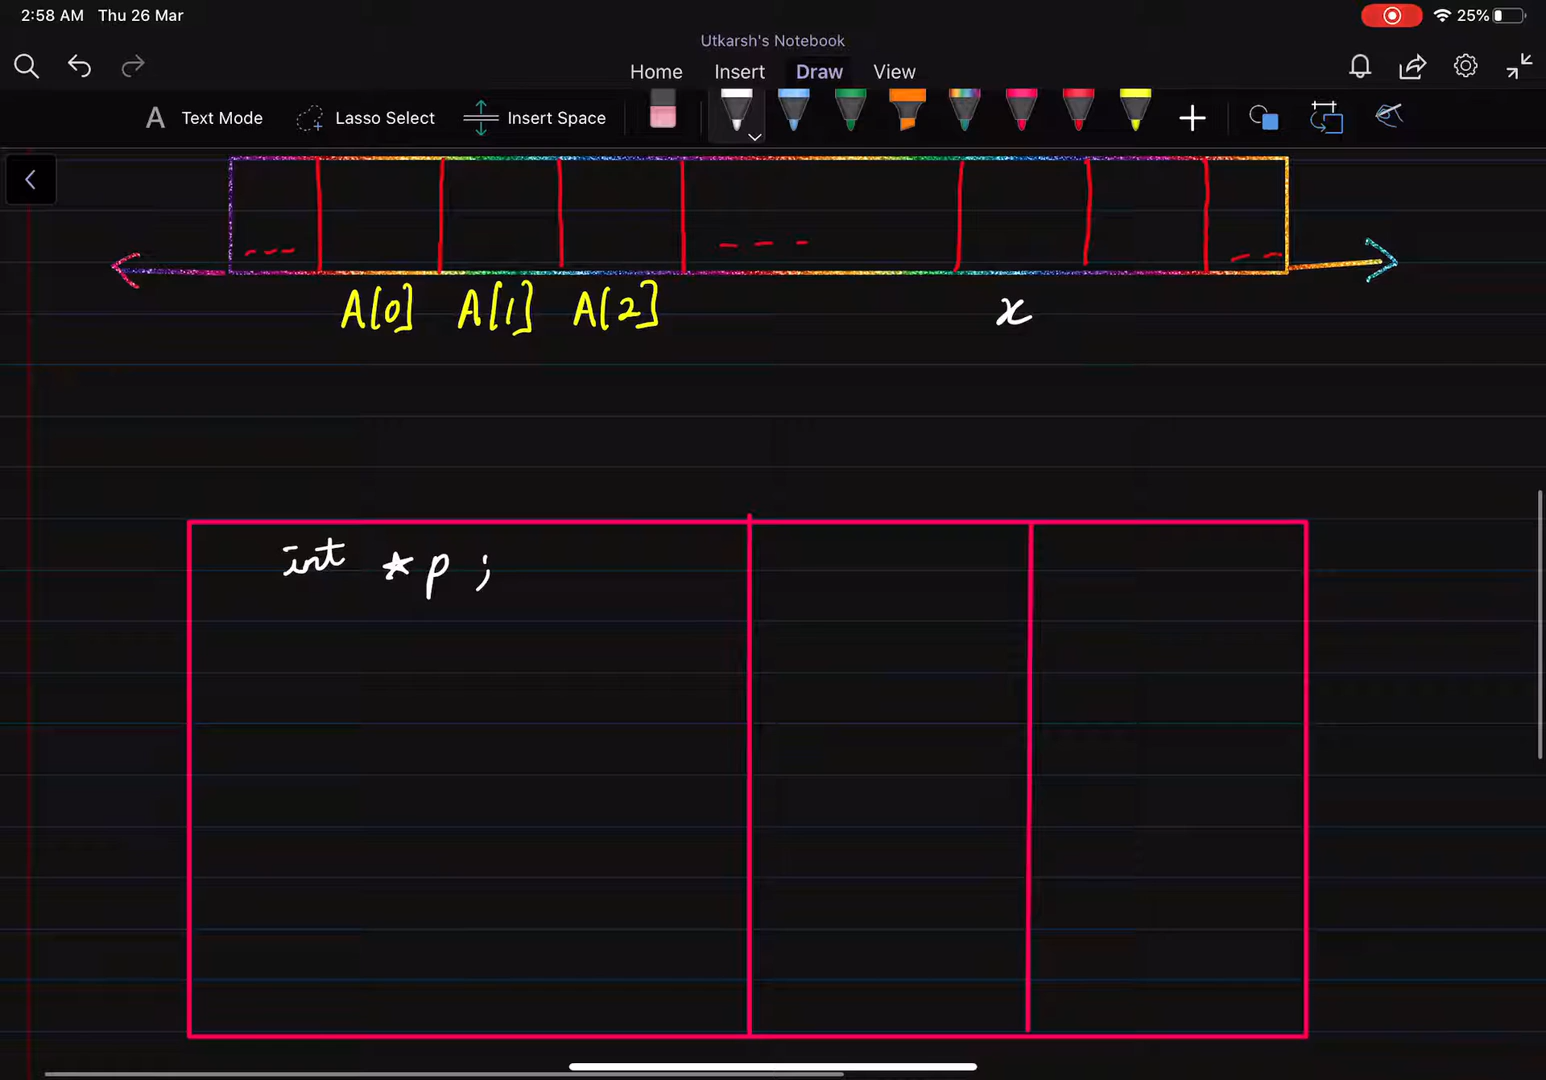 2:58 AM Thu 26 Mar
25%
Utkarsh's Notebook
Home Insert Draw View
A Text Mode Lasso Select Insert Space
A[0] A[1] A[2] x
int *p ;